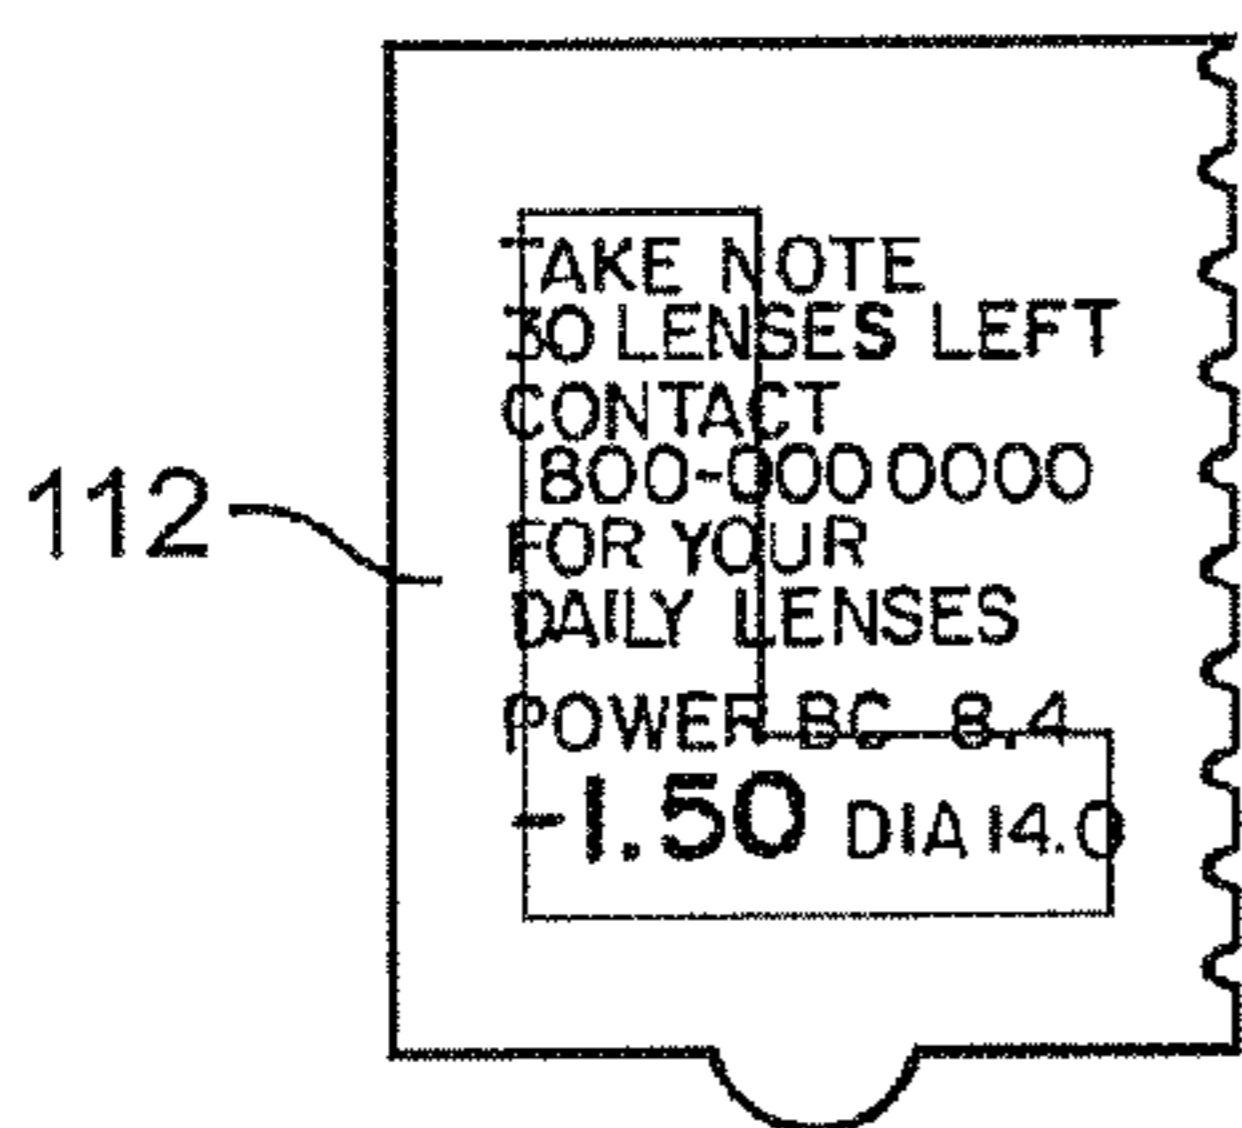 TAKE NOTE
30 LENSES LEFT
CONTACT
800-000 0000
FOR YOUR
DAILY LENSES
POWER BC 8.4
-1.50 DIA 14.0
112